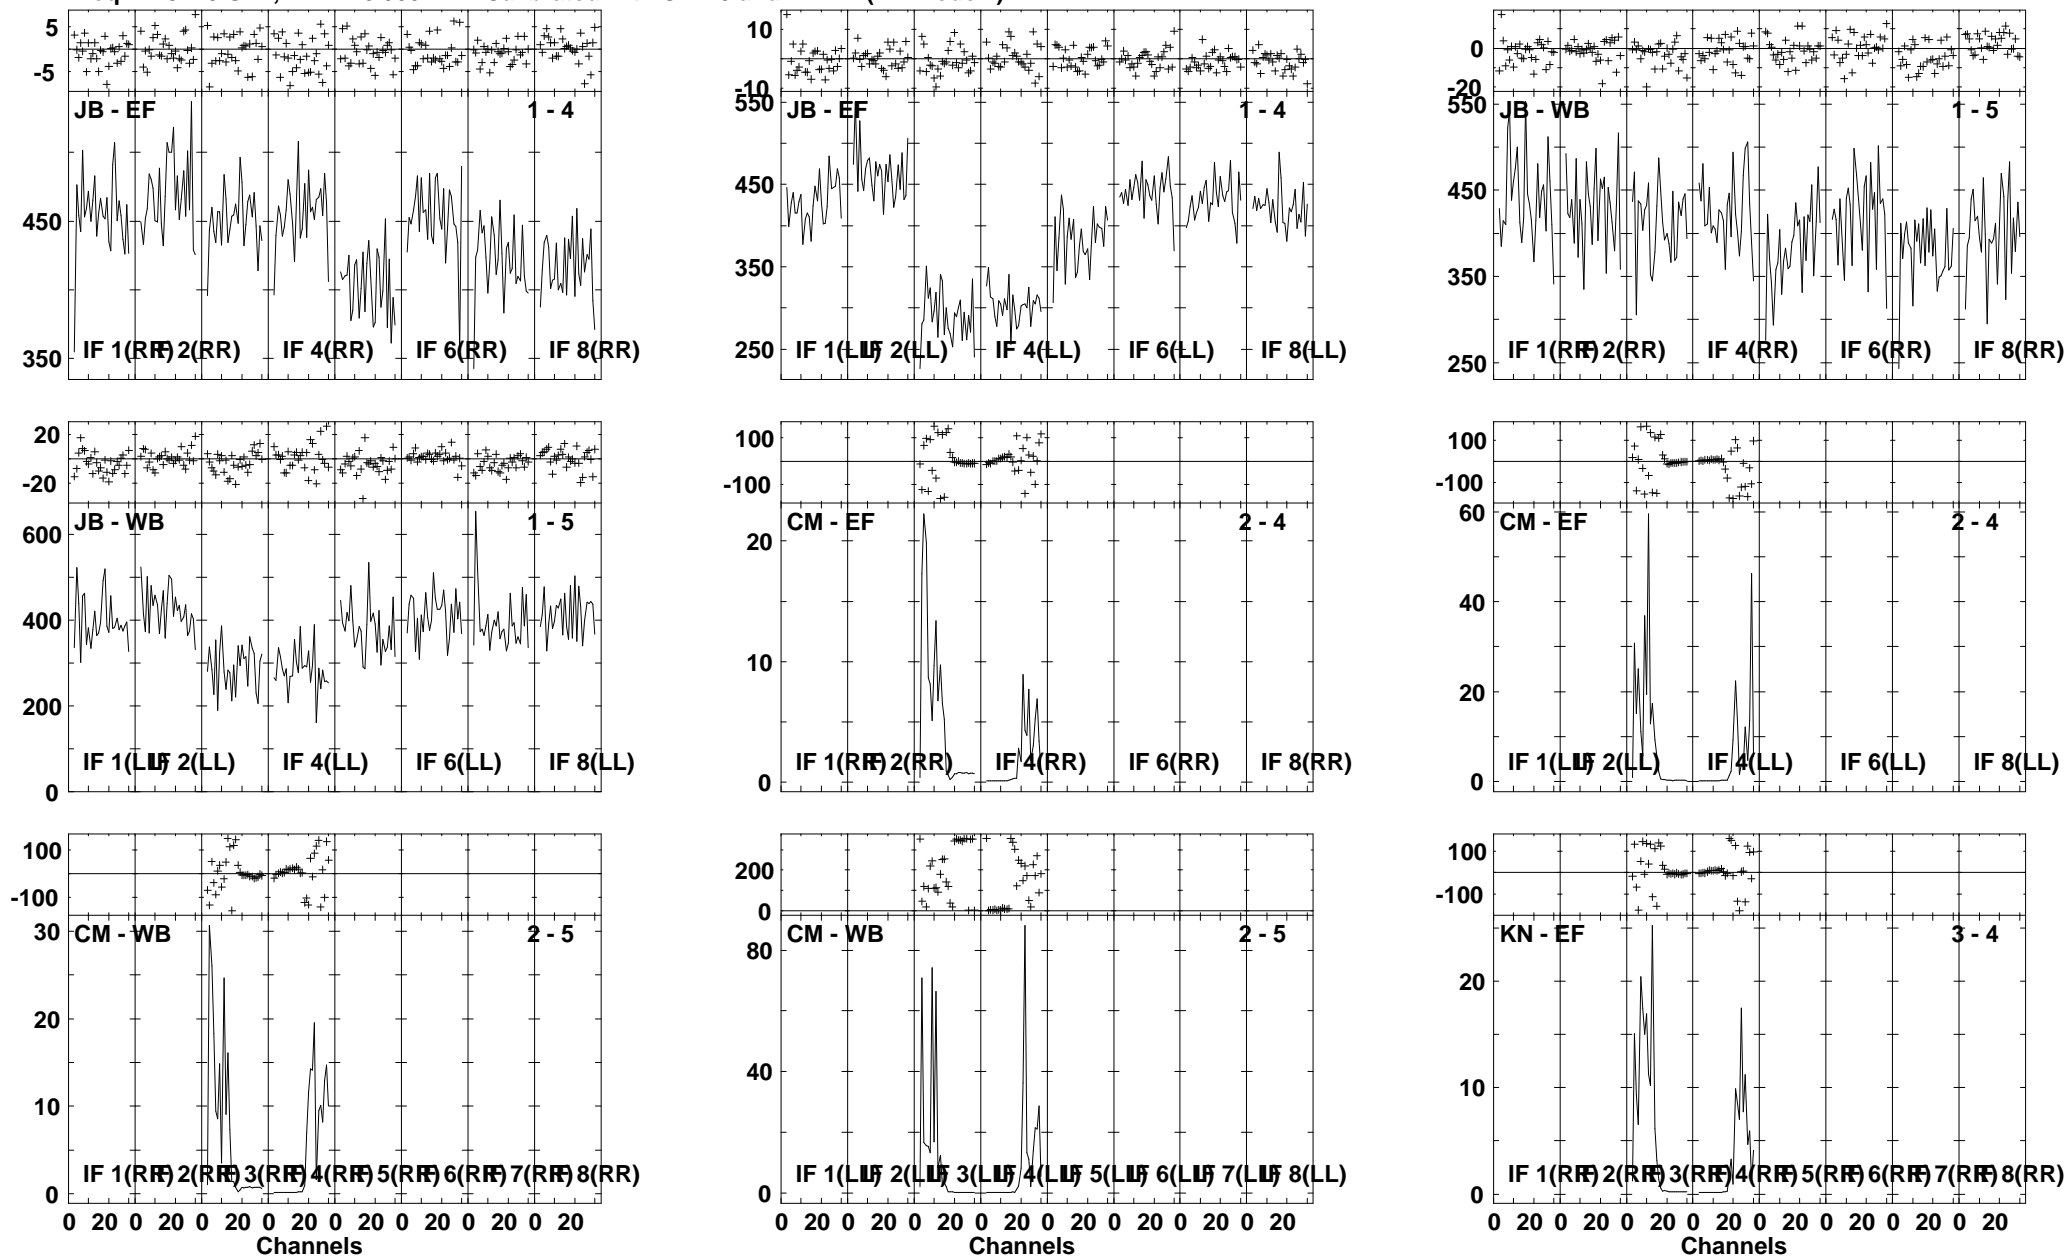 5
-5
JB - EF
1 - 4
450
350
IF 1(RR)
IF 2(RR)
IF 4(RR)
IF 6(RR)
IF 8(RR)
10
-10
550
JB - EF
1 - 4
450
350
250
IF 1(LL)
IF 2(LL)
IF 4(LL)
IF 6(LL)
IF 8(LL)
0
-20
550
JB - WB
1 - 5
450
350
250
IF 1(RR)
IF 2(RR)
IF 4(RR)
IF 6(RR)
IF 8(RR)
20
-20
JB - WB
1 - 5
600
400
200
0
IF 1(LL)
IF 2(LL)
IF 4(LL)
IF 6(LL)
IF 8(LL)
100
-100
CM - EF
2 - 4
20
10
0
IF 1(RR)
IF 2(RR)
IF 4(RR)
IF 6(RR)
IF 8(RR)
100
-100
60
CM - EF
2 - 4
40
20
0
IF 1(LL)
IF 2(LL)
IF 4(LL)
IF 6(LL)
IF 8(LL)
100
-100
30
CM - WB
2 - 5
20
10
0
IF 1(RR)
IF 2(RR)
IF 3(RR)
IF 4(RR)
IF 5(RR)
IF 6(RR)
IF 7(RR)
IF 8(RR)
0 20 0 20 0 20 0 20 0 20 0 20 0 20 0 20
Channels
200
0
CM - WB
2 - 5
80
40
0
IF 1(LL)
IF 2(LL)
IF 3(LL)
IF 4(LL)
IF 5(LL)
IF 6(LL)
IF 7(LL)
IF 8(LL)
0 20 0 20 0 20 0 20 0 20 0 20 0 20 0 20
Channels
100
-100
KN - EF
3 - 4
20
10
0
IF 1(RR)
IF 2(RR)
IF 3(RR)
IF 4(RR)
IF 5(RR)
IF 6(RR)
IF 7(RR)
IF 8(RR)
0 20 0 20 0 20 0 20 0 20 0 20 0 20 0 20
Channels